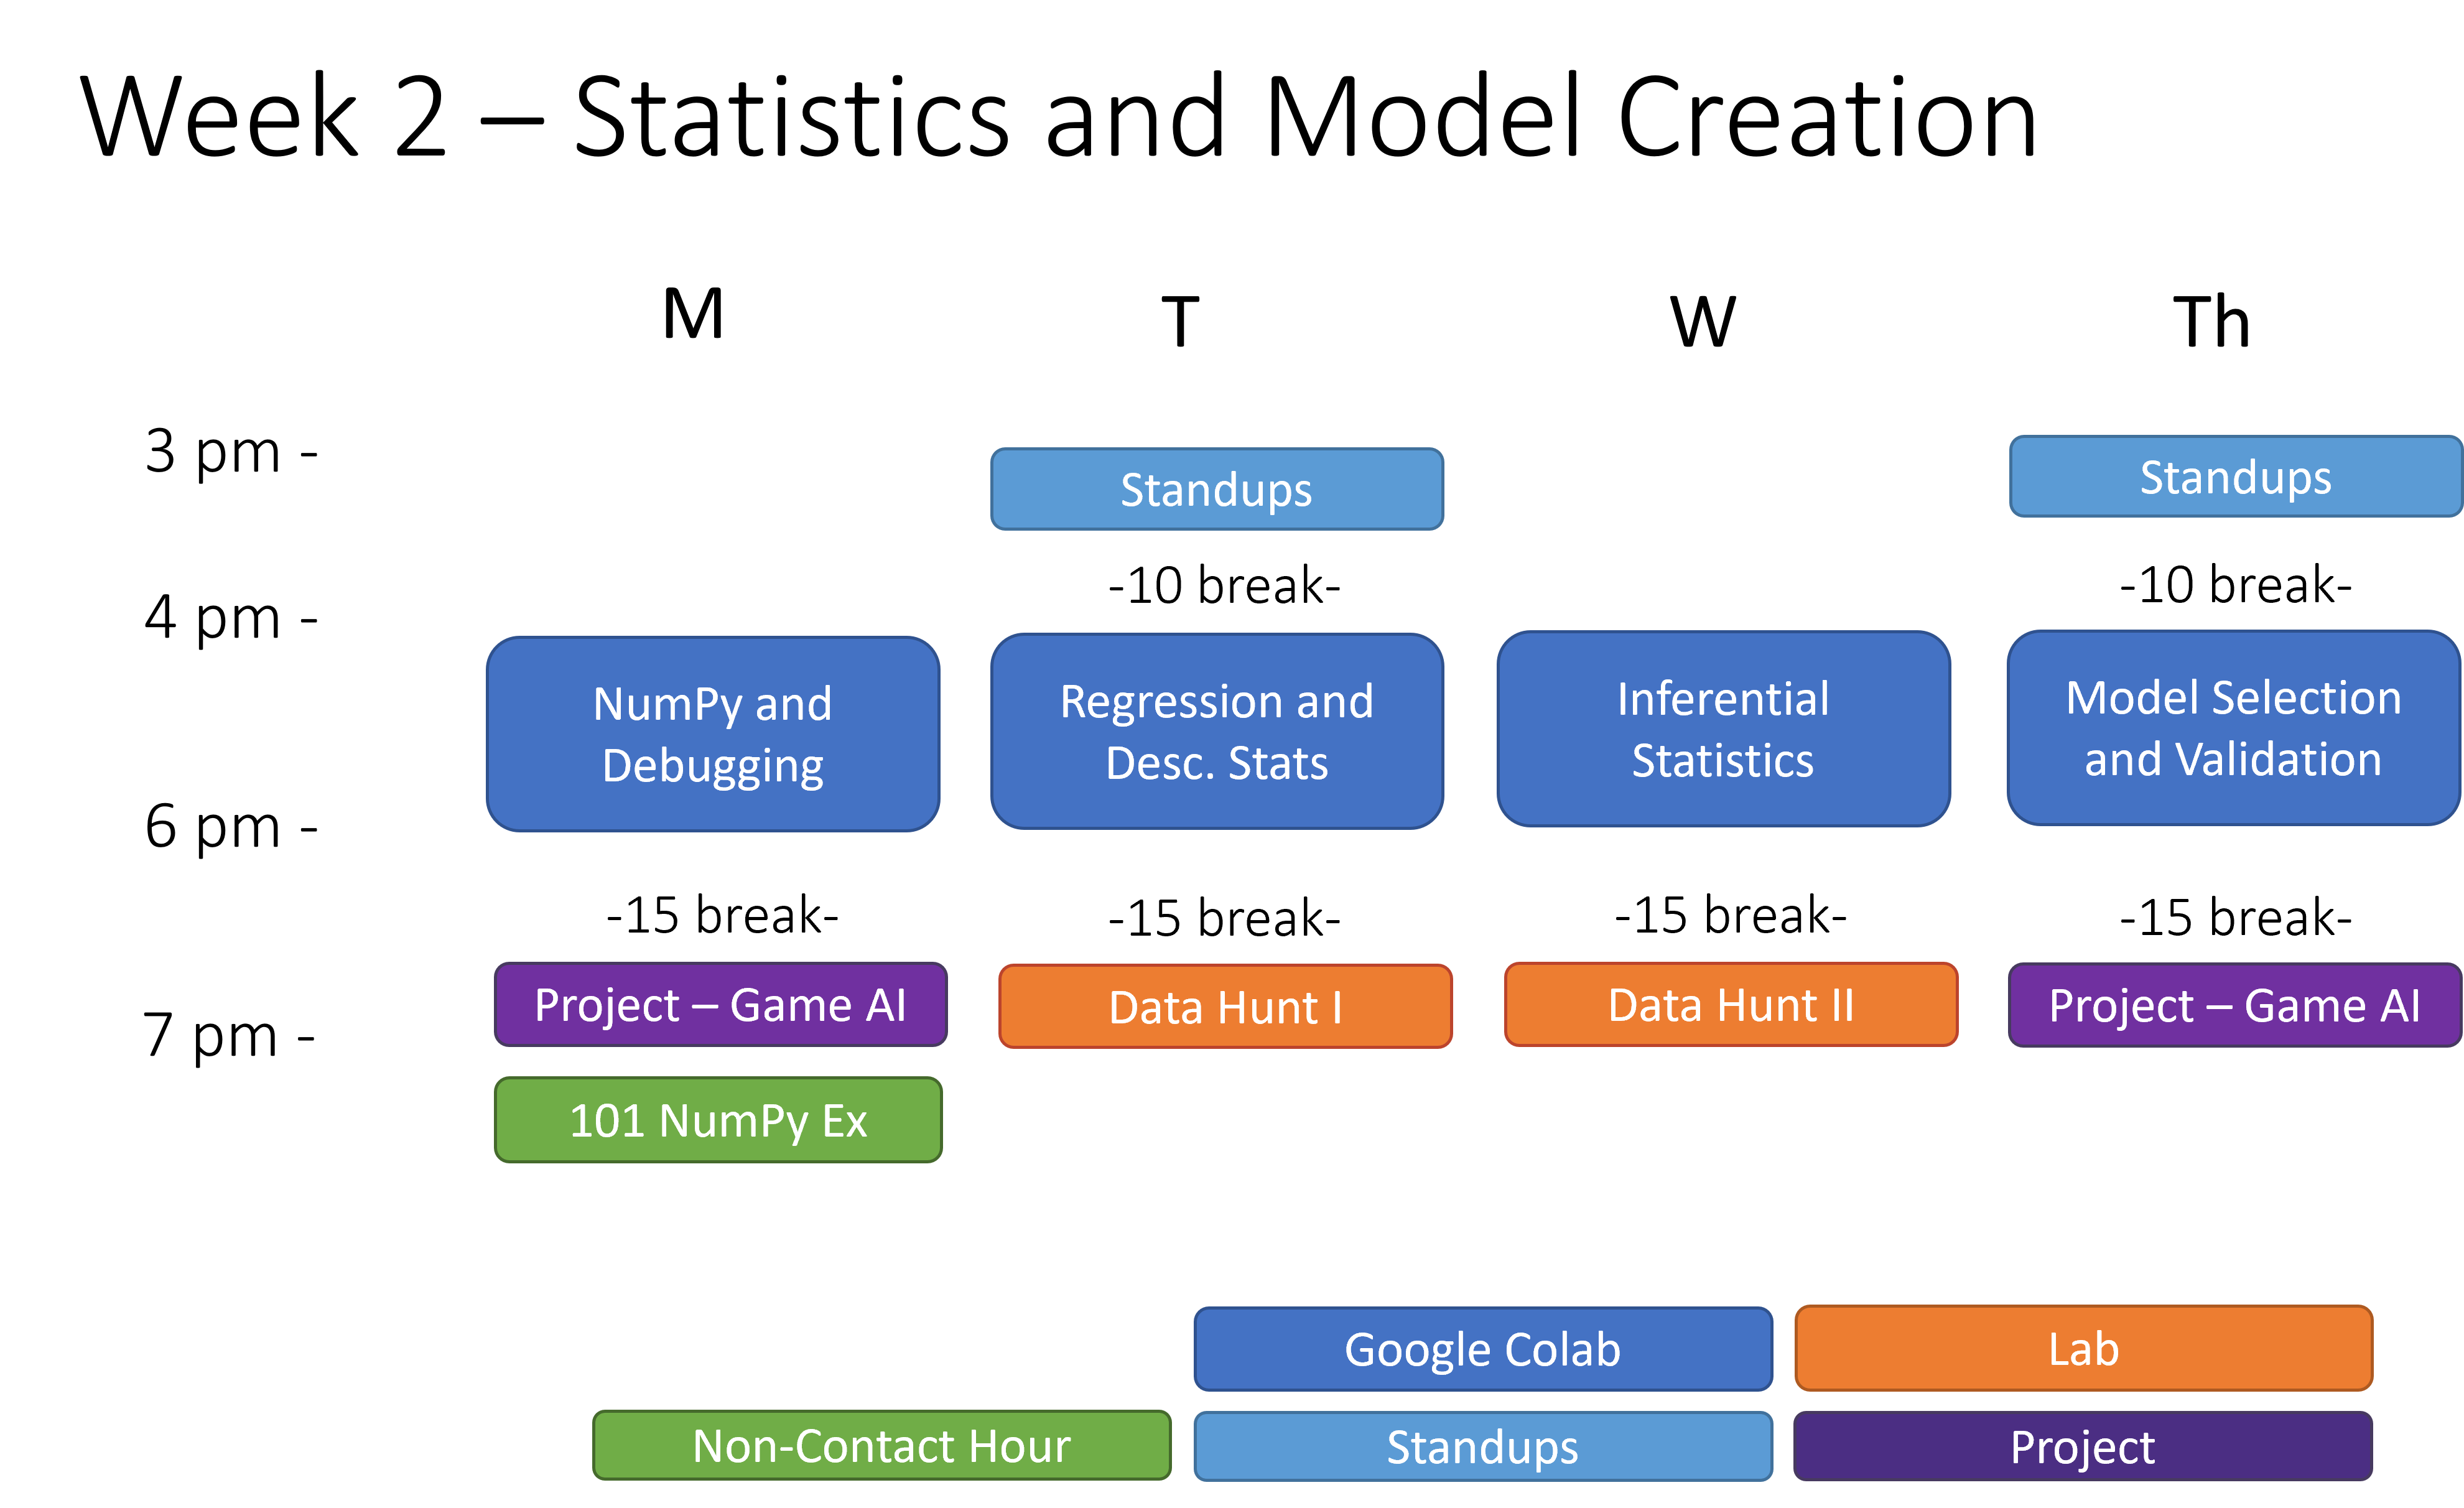 Week 2 – Statistics and Model Creation
M
T
W
Th
3 pm -
Standups
Standups
-10 break-
-10 break-
4 pm -
NumPy and
Debugging
Regression and
Desc. Stats
Inferential
Statistics
Model Selection
and Validation
6 pm -
-15 break-
-15 break-
-15 break-
-15 break-
Project – Game AI
Data Hunt I
Data Hunt II
Project – Game AI
7 pm -
101 NumPy Ex
Google Colab
Lab
Non-Contact Hour
Standups
Project